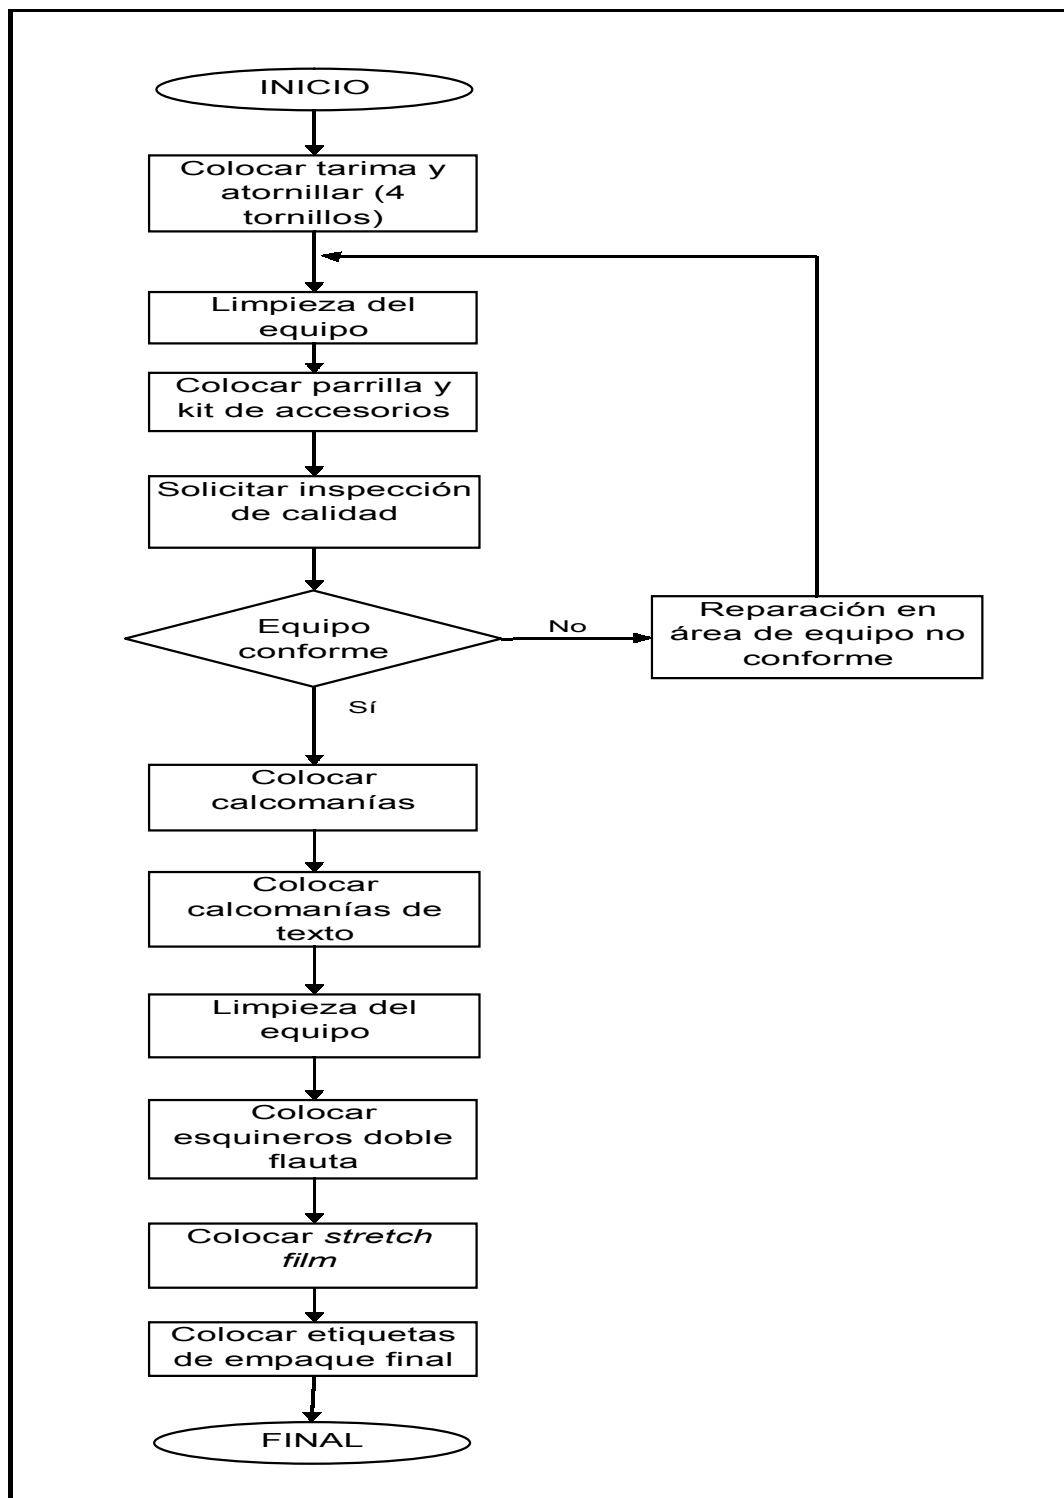 INICIO
Colocar tarima y
atornillar (4
tornillos)
Limpieza del
equipo
Colocar parrilla y
kit de accesorios
Solicitar inspección
de calidad
Equipo
conforme
No
Reparación en
área de equipo no
conforme
Sí
Colocar
calcomanías
Colocar
calcomanías de
texto
Limpieza del
equipo
Colocar
esquineros doble
flauta
Colocar stretch
film
Colocar etiquetas
de empaque final
FINAL